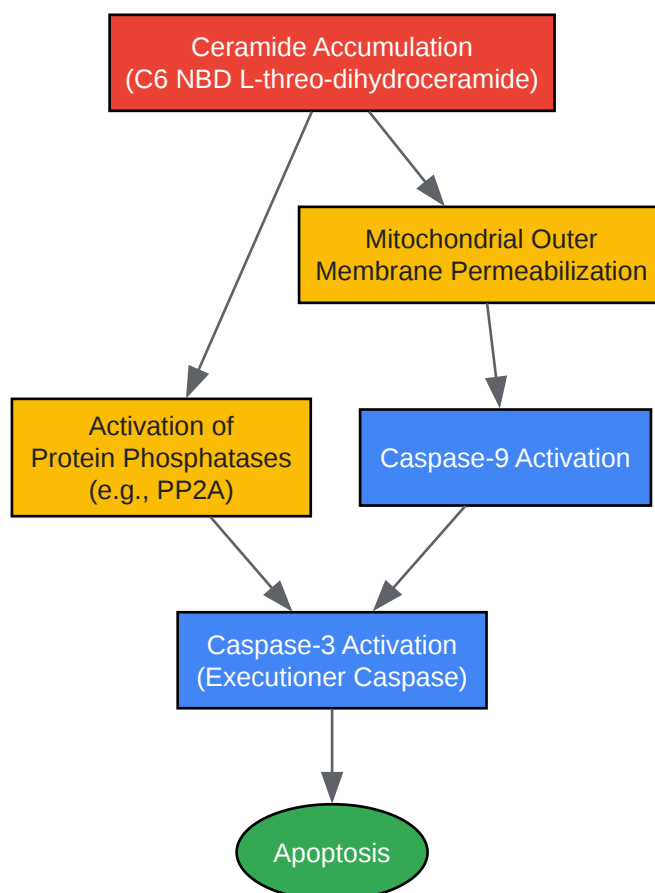 Ceramide Accumulation
(C6 NBD L-threo-dihydroceramide)
Mitochondrial Outer
Membrane Permeabilization
Activation of
Protein Phosphatases
(e.g., PP2A)
Caspase-9 Activation
Caspase-3 Activation
(Executioner Caspase)
Apoptosis